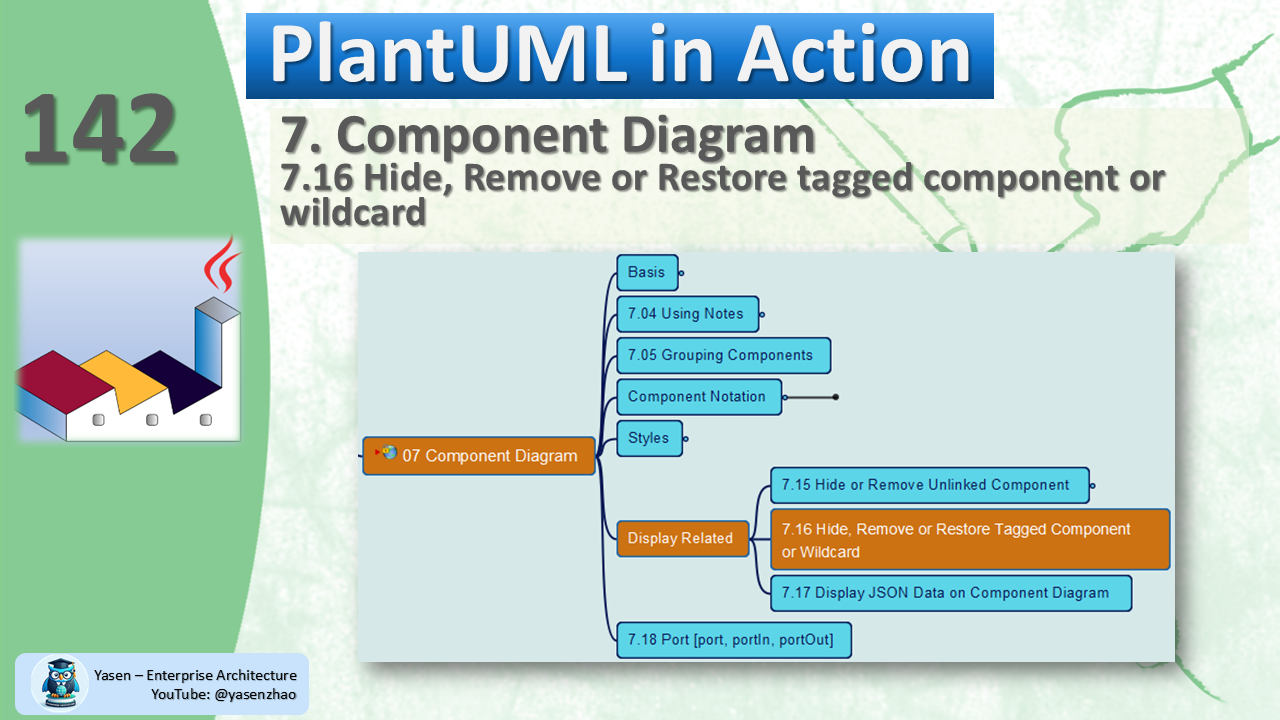 PlantUML in Action
142
7. Component Diagram
7.16 Hide, Remove or Restore tagged component or
wildcard
Basis
7.04 Using Notes
7.05 Grouping Components
Component Notation
Styles
07 Component Diagram
7.15 Hide or Remove Unlinked Component
Display Related
7.16 Hide, Remove or Restore Tagged Component
or Wildcard
7.17 Display JSON Data on Component Diagram
7.18 Port [port, portIn, portOut]
Yasen – Enterprise Architecture
YouTube: @yasenzhao